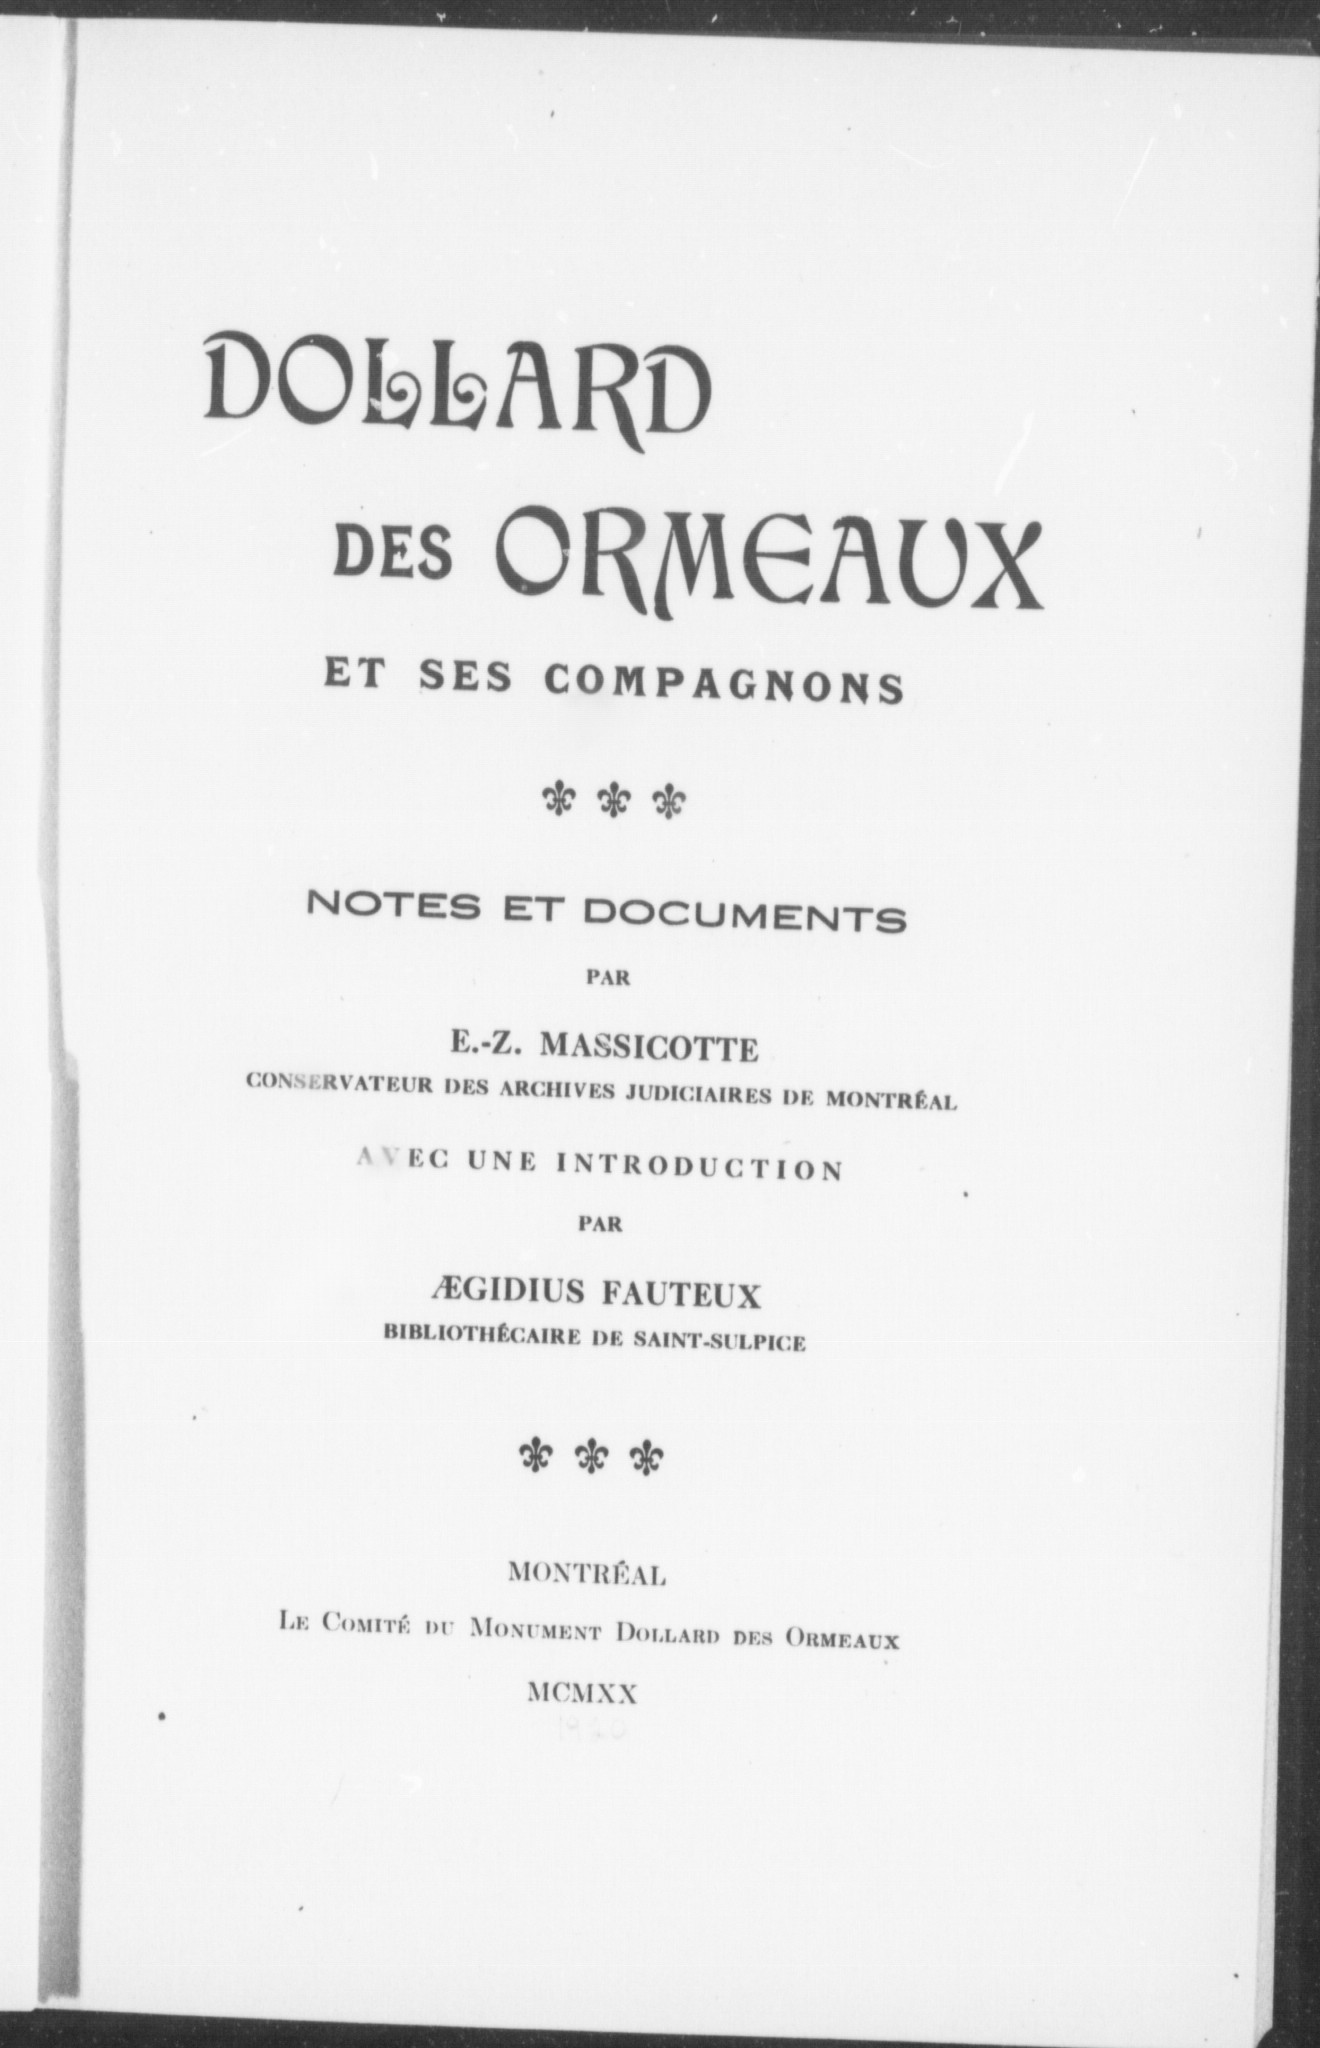 DOLLARD
DES ORMEAUX
ET SES COMPAGNONS
NOTES ET DOCUMENTS
PAR
E.-Z. MASSICOTTE
CONSERVATEUR DES ARCHIVES JUDICIAIRES DE MONTRÉAL
AVEC UNE INTRODUCTION
PAR
ÆGIDIUS FAUTEUX
BIBLIOTHÉCAIRE DE SAINT-SULPICE
MONTRÉAL
LE COMITÉ DU MONUMENT DOLLARD DES ORMEAUX
MCMXX
1920